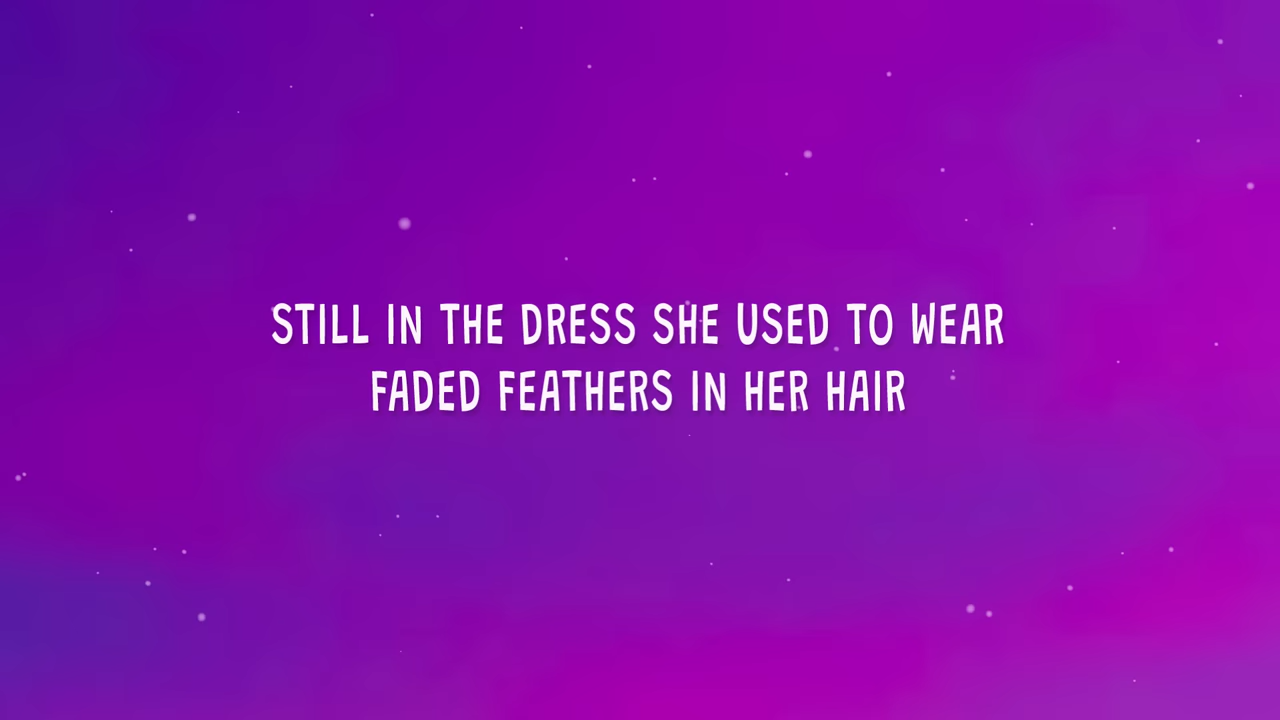 STILL IN THE DRESS SHE USED TO WEAR
FADED FEATHERS IN HER HAIR